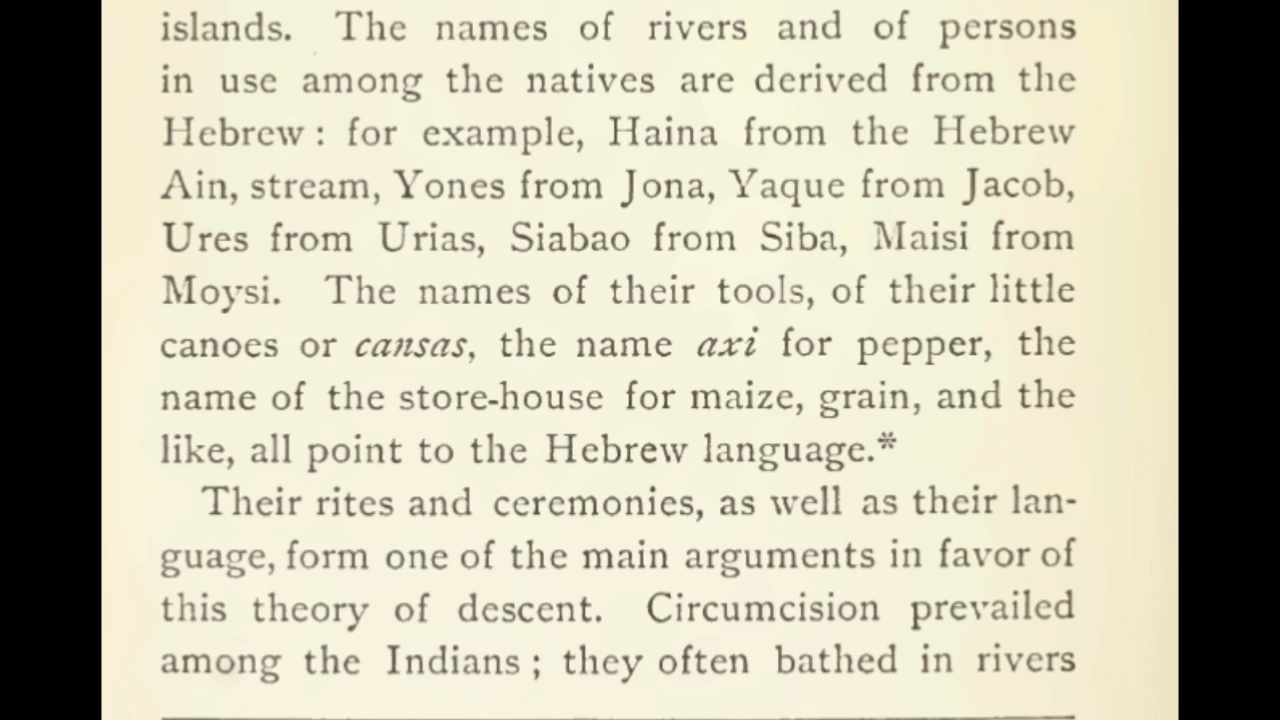 islands. The names of rivers and of persons
in use among the natives are derived from the
Hebrew: for example, Haina from the Hebrew
Ain, stream, Yones from Jona, Yaque from Jacob,
Ures from Urias, Siabao from Siba, Maisi from
Moysi. The names of their tools, of their little
canoes or cansas, the name axi for pepper, the
name of the store-house for maize, grain, and the
like, all point to the Hebrew language.*
Their rites and ceremonies, as well as their lan-
guage, form one of the main arguments in favor of
this theory of descent. Circumcision prevailed
among the Indians; they often bathed in rivers